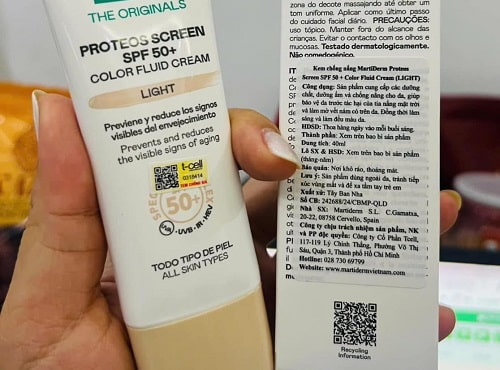 THE ORIGINALS
PROTEOS SCREEN
SPF 50+
COLOR FLUID CREAM
LIGHT
Previene y reduce los signos
visibles del envejecimiento
Prevents and reduces
the visible signs of aging
t-cell
0315414
50+
UVB
TODO TIPO DE PIEL
ALL SKIN TYPES
zona do decote massajando até obter um
tom uniforme. Aplicar como último passo
do cuidado facial diário. PRECAUÇÕES:
uso tópico. Manter fora do alcance das
crianças. Evitar o contacto com os olhos e
mucosas. Testado dermatologicamente.
Não comedogénico.
Kem chống nắng MartiDerm Proteos
Screen SPF 50 + Color Fluid Cream (LIGHT)
Công dụng: Sản phẩm cung cấp các dưỡng
chất, dưỡng ẩm và chống nắng cho da, giúp
bảo vệ da trước tác hại của tia nắng mặt trời
và làm mờ vết nám có trên da. Đồng thời làm
sáng và làm đều màu da.
HDSD: Thoa hàng ngày vào mỗi buổi sáng.
Thành phần: Xem trên bao bì sản phẩm
Dung tích: 40ml
Lô SX & HSD: Xem trên bao bì sản phẩm
(tháng-năm)
Bảo quản: Nơi khô ráo, thoáng mát.
Lưu ý: Sản phẩm dùng ngoài da, tránh tiếp
xúc vùng mắt và để xa tầm tay trẻ em
Xuất xứ: Tây Ban Nha
Số CB: 242688/24/CBMP-QLD
Nhà SX: Martiderm S.L. C.Gamatxa,
20-22, 08758 Cervello, Spain
Công ty chịu trách nhiệm sản phẩm, NK
và PP độc quyền: Công ty Cổ Phần Tcell,
117-119 Lý Chính Thắng, Phường Võ Thị
Sáu, Quận 3, Thành Phố Hồ Chí Minh
Hotline: 028 730 69799
Website: www.martidermvietnam.com
Recycling
Information